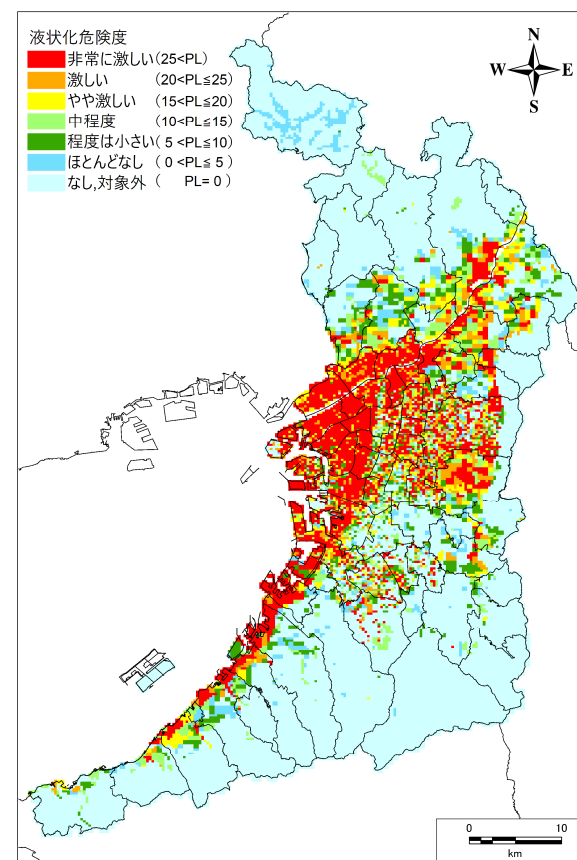 液状化危険度
非常に激しい(25<PL)
激しい (20<PL≦25)
やや激しい (15<PL≦20)
中程度 (10<PL≦15)
程度は小さい( 5 <PL≦10)
ほとんどなし ( 0 <PL≦ 5 )
なし,対象外 ( PL= 0 )
N
W E
S
0 10
km